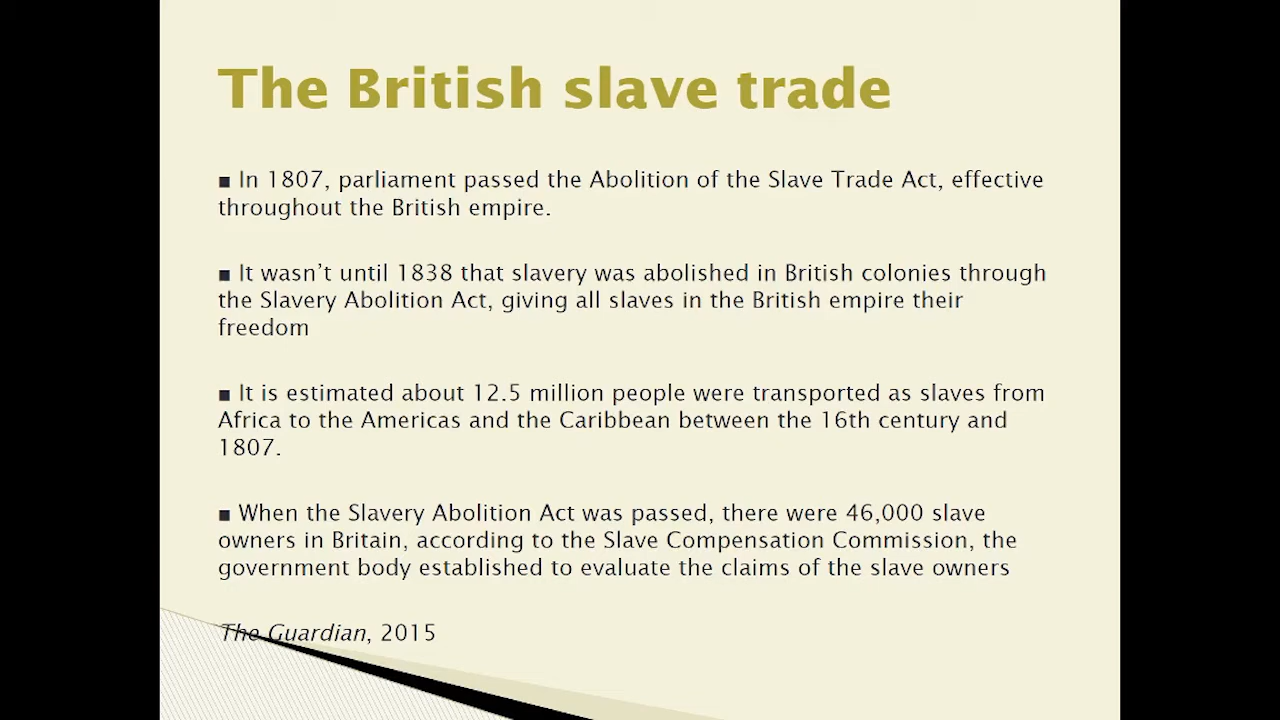 The British slave trade
▪ In 1807, parliament passed the Abolition of the Slave Trade Act, effective
throughout the British empire.
▪ It wasn’t until 1838 that slavery was abolished in British colonies through
the Slavery Abolition Act, giving all slaves in the British empire their
freedom
▪ It is estimated about 12.5 million people were transported as slaves from
Africa to the Americas and the Caribbean between the 16th century and
1807.
▪ When the Slavery Abolition Act was passed, there were 46,000 slave
owners in Britain, according to the Slave Compensation Commission, the
government body established to evaluate the claims of the slave owners
The Guardian, 2015